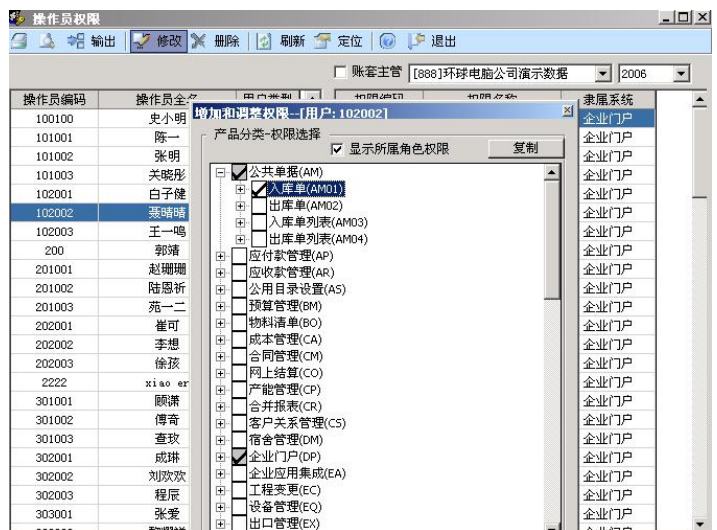 操作员权限
输出 修改 删除 刷新 定位 退出
账套主管 [888]环球电脑公司演示数据 2006
操作员编码 操作员全名 用户类型 权限编码 权限名称 隶属系统
增加和调整权限--[用户: 102002]
产品分类-权限选择
显示所属角色权限 复制
100100 史小明 企业门户
101001 陈一 企业门户
101002 张明 企业门户
101003 关晓彤 企业门户
102001 白子健 企业门户
102002 聂晴晴 企业门户
102003 王一鸣 企业门户
200 郭靖 企业门户
201001 赵珊珊 企业门户
201002 陆恩祈 企业门户
201003 苑一二 企业门户
202001 崔可 企业门户
202002 李想 企业门户
202003 徐孩 企业门户
2222 xiao er 企业门户
301001 顾潇 企业门户
301002 傅奇 企业门户
301003 查玫 企业门户
302001 成琳 企业门户
302002 刘欢欢 企业门户
302003 程辰 企业门户
303001 张爱 企业门户
公共单据(AM)
入库单(AM01)
出库单(AM02)
入库单列表(AM03)
出库单列表(AM04)
应付款管理(AP)
应收款管理(AR)
公用目录设置(AS)
预算管理(BM)
物料清单(BO)
成本管理(CA)
合同管理(CM)
网上结算(CO)
产能管理(CP)
合并报表(CR)
客户关系管理(CS)
宿舍管理(DM)
企业门户(DP)
企业应用集成(EA)
工程变更(EC)
设备管理(EQ)
出口管理(EX)